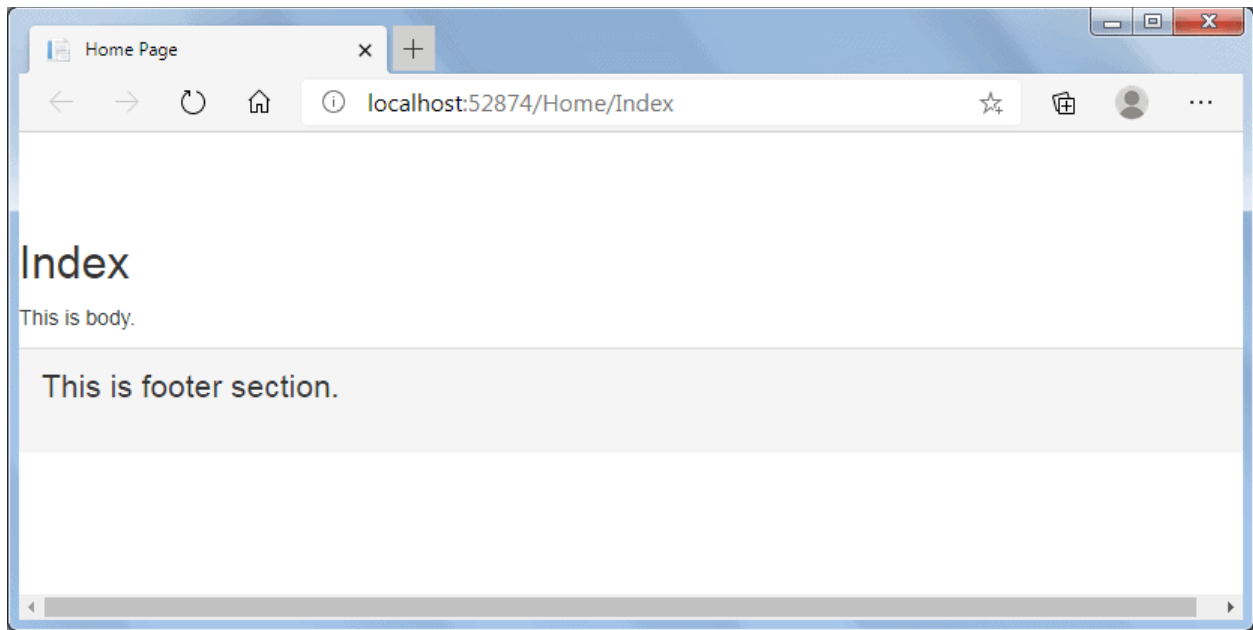 Home Page
localhost:52874/Home/Index
Index
This is body.
This is footer section.